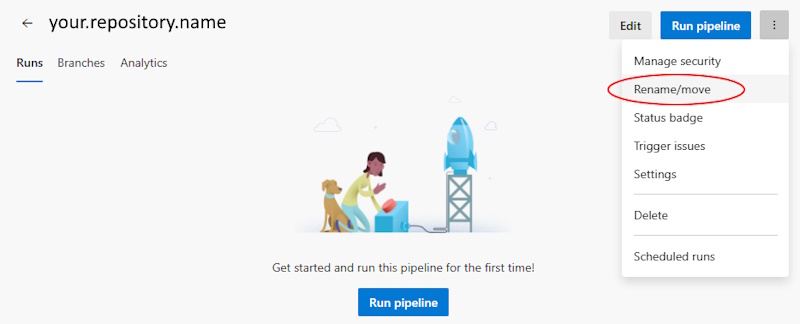 your.repository.name
Edit
Run pipeline
Runs
Branches
Analytics
Manage security
Rename/move
Status badge
Trigger issues
Settings
Delete
Scheduled runs
Get started and run this pipeline for the first time!
Run pipeline